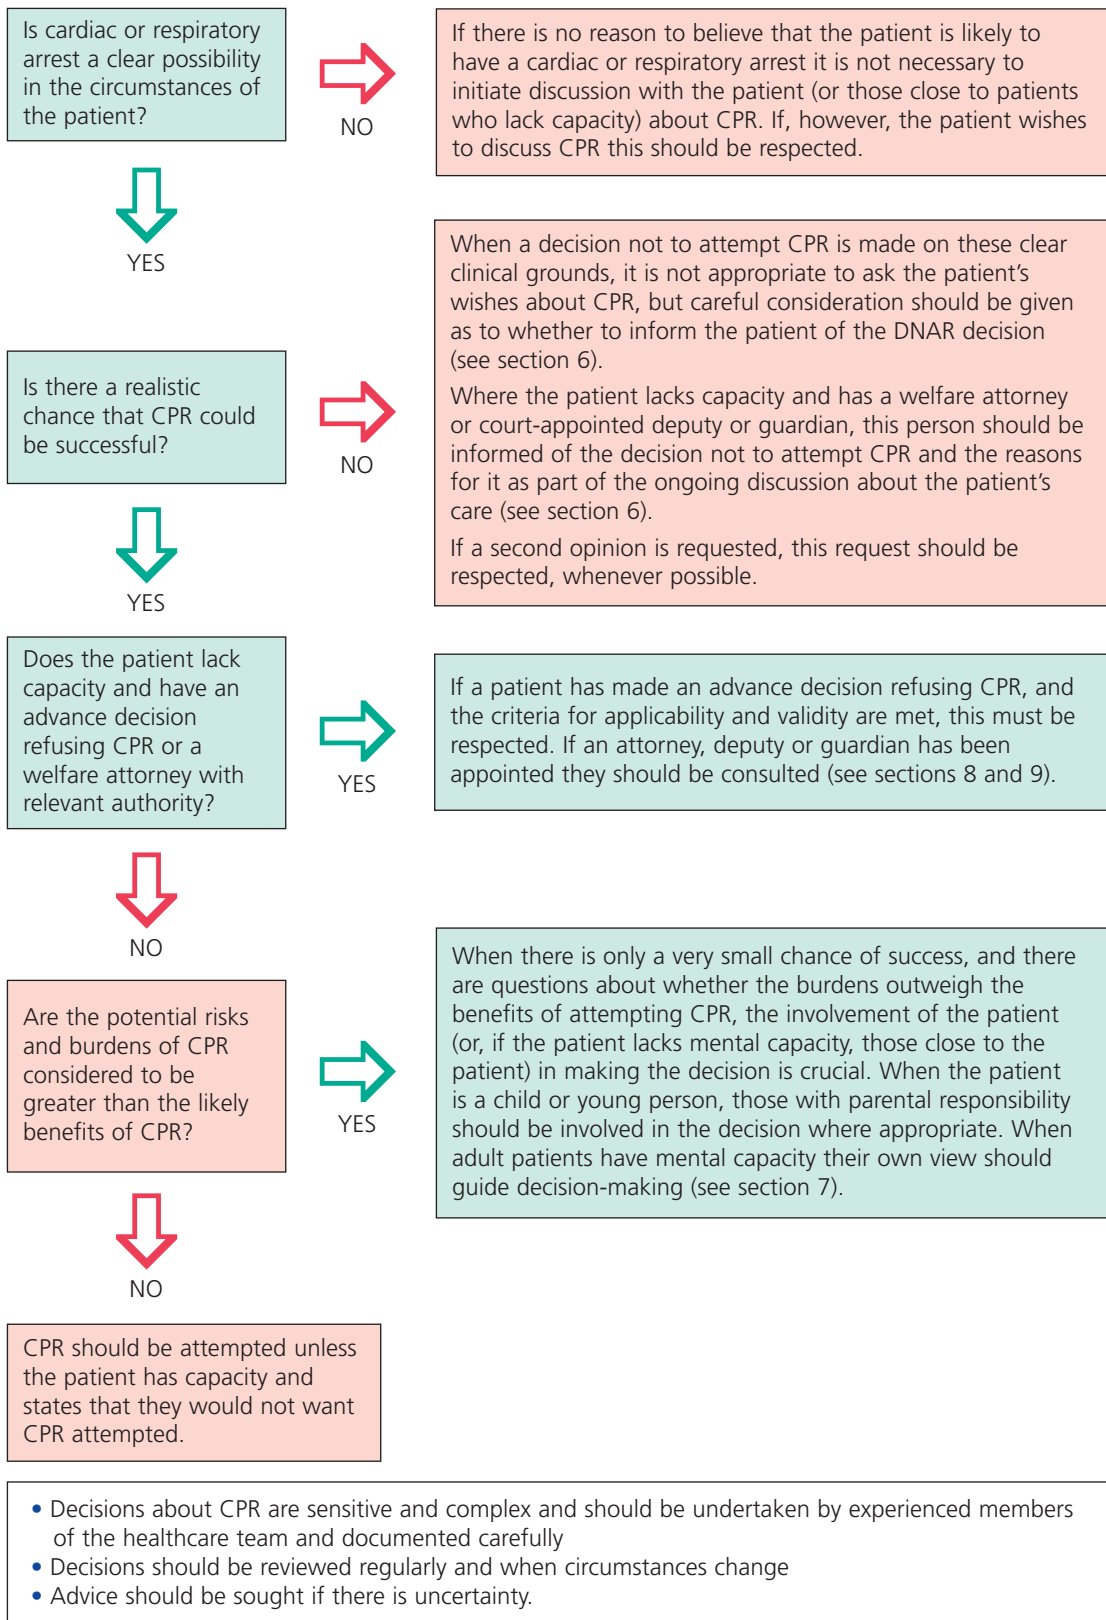 Is cardiac or respiratory
arrest a clear possibility
in the circumstances of
the patient?
NO
If there is no reason to believe that the patient is likely to
have a cardiac or respiratory arrest it is not necessary to
initiate discussion with the patient (or those close to patients
who lack capacity) about CPR. If, however, the patient wishes
to discuss CPR this should be respected.
YES
Is there a realistic
chance that CPR could
be successful?
NO
When a decision not to attempt CPR is made on these clear
clinical grounds, it is not appropriate to ask the patient's
wishes about CPR, but careful consideration should be given
as to whether to inform the patient of the DNAR decision
(see section 6).
Where the patient lacks capacity and has a welfare attorney
or court-appointed deputy or guardian, this person should be
informed of the decision not to attempt CPR and the reasons
for it as part of the ongoing discussion about the patient's
care (see section 6).
If a second opinion is requested, this request should be
respected, whenever possible.
YES
Does the patient lack
capacity and have an
advance decision
refusing CPR or a
welfare attorney with
relevant authority?
YES
If a patient has made an advance decision refusing CPR, and
the criteria for applicability and validity are met, this must be
respected. If an attorney, deputy or guardian has been
appointed they should be consulted (see sections 8 and 9).
NO
Are the potential risks
and burdens of CPR
considered to be
greater than the likely
benefits of CPR?
YES
When there is only a very small chance of success, and there
are questions about whether the burdens outweigh the
benefits of attempting CPR, the involvement of the patient
(or, if the patient lacks mental capacity, those close to the
patient) in making the decision is crucial. When the patient
is a child or young person, those with parental responsibility
should be involved in the decision where appropriate. When
adult patients have mental capacity their own view should
guide decision-making (see section 7).
NO
CPR should be attempted unless
the patient has capacity and
states that they would not want
CPR attempted.
• Decisions about CPR are sensitive and complex and should be undertaken by experienced members
of the healthcare team and documented carefully
• Decisions should be reviewed regularly and when circumstances change
• Advice should be sought if there is uncertainty.